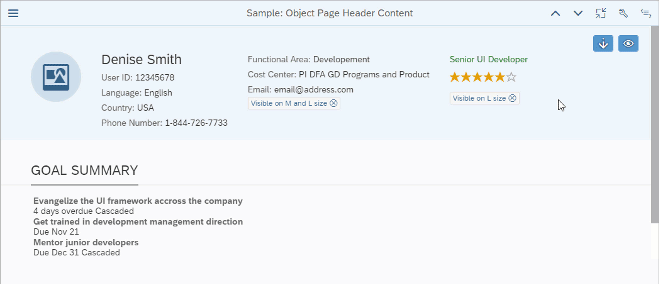 Sample: Object Page Header Content
Denise Smith
User ID: 12345678
Language: English
Country: USA
Phone Number: 1-844-726-7733
Functional Area: Developement
Cost Center: PI DFA GD Programs and Product
Email: email@address.com
Visible on M and L size
Senior UI Developer
Visible on L size
GOAL SUMMARY
Evangelize the UI framework accross the company
4 days overdue Cascaded
Get trained in development management direction
Due Nov 21
Mentor junior developers
Due Dec 31 Cascaded